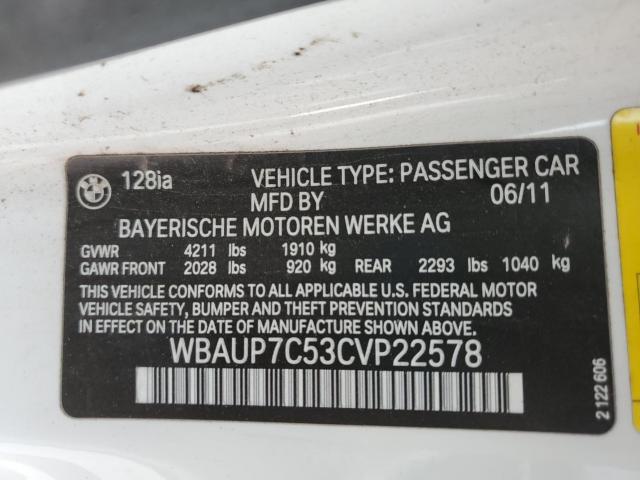 BMW
128ia VEHICLE TYPE: PASSENGER CAR
MFD BY 06/11
BAYERISCHE MOTOREN WERKE AG
GVWR 4211 lbs 1910 kg
GAWR FRONT 2028 lbs 920 kg REAR 2293 lbs 1040 kg
THIS VEHICLE CONFORMS TO ALL APPLICABLE U.S. FEDERAL MOTOR
VEHICLE SAFETY, BUMPER AND THEFT PREVENTION STANDARDS
IN EFFECT ON THE DATE OF MANUFACTURE SHOWN ABOVE.
WBAUP7C53CVP22578
2 122 606